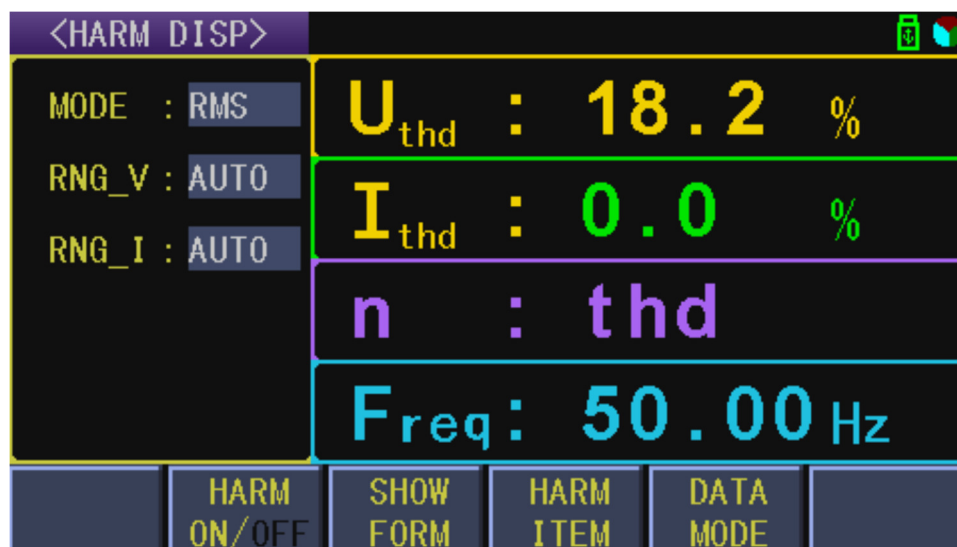 <HARM DISP>
MODE : RMS
RNG_V : AUTO
RNG_I : AUTO
Uthd : 18.2 %
Ithd : 0.0 %
n : thd
Freq : 50.00 Hz
HARM ON/OFF
SHOW FORM
HARM ITEM
DATA MODE